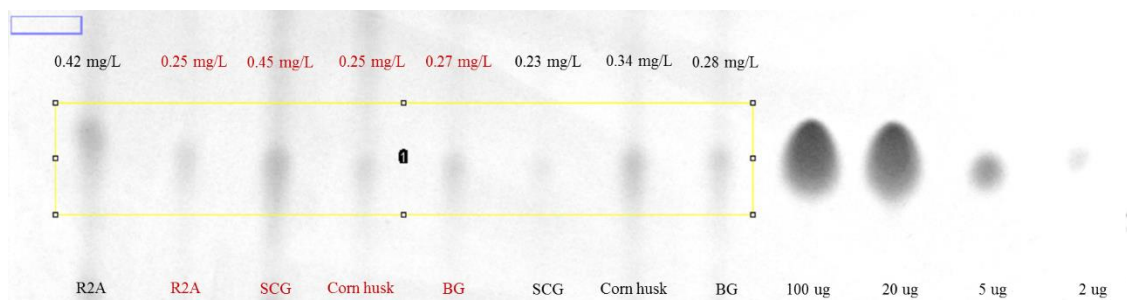 0.42 mg/L 0.25 mg/L 0.45 mg/L 0.25 mg/L 0.27 mg/L 0.23 mg/L 0.34 mg/L 0.28 mg/L
1
R2A R2A SCG Corn husk BG SCG Corn husk BG 100 ug 20 ug 5 ug 2 ug